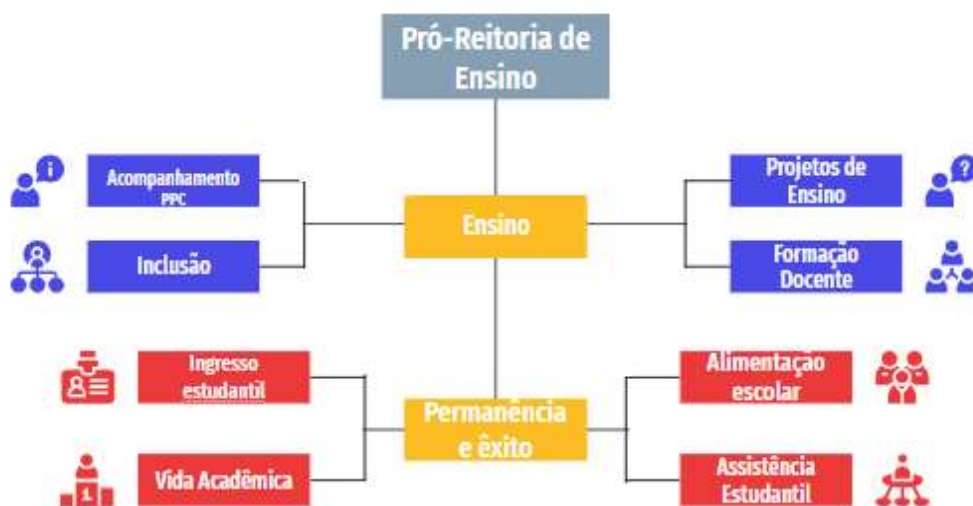 Pró-Reitoria de
Ensino
Acompanhamento
PPC
Projetos de
Ensino
Ensino
Inclusão
Formação
Docente
Ingresso
estudantil
Alimentação
escolar
Permanência
e êxito
Vida Acadêmica
Assistência
Estudantil